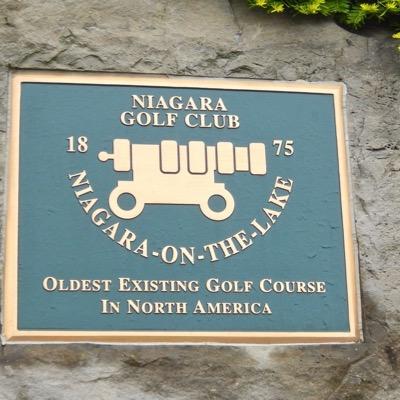 NIAGARA
GOLF CLUB
18 75
NIAGARA-ON-THE-LAKE
OLDEST EXISTING GOLF COURSE
IN NORTH AMERICA